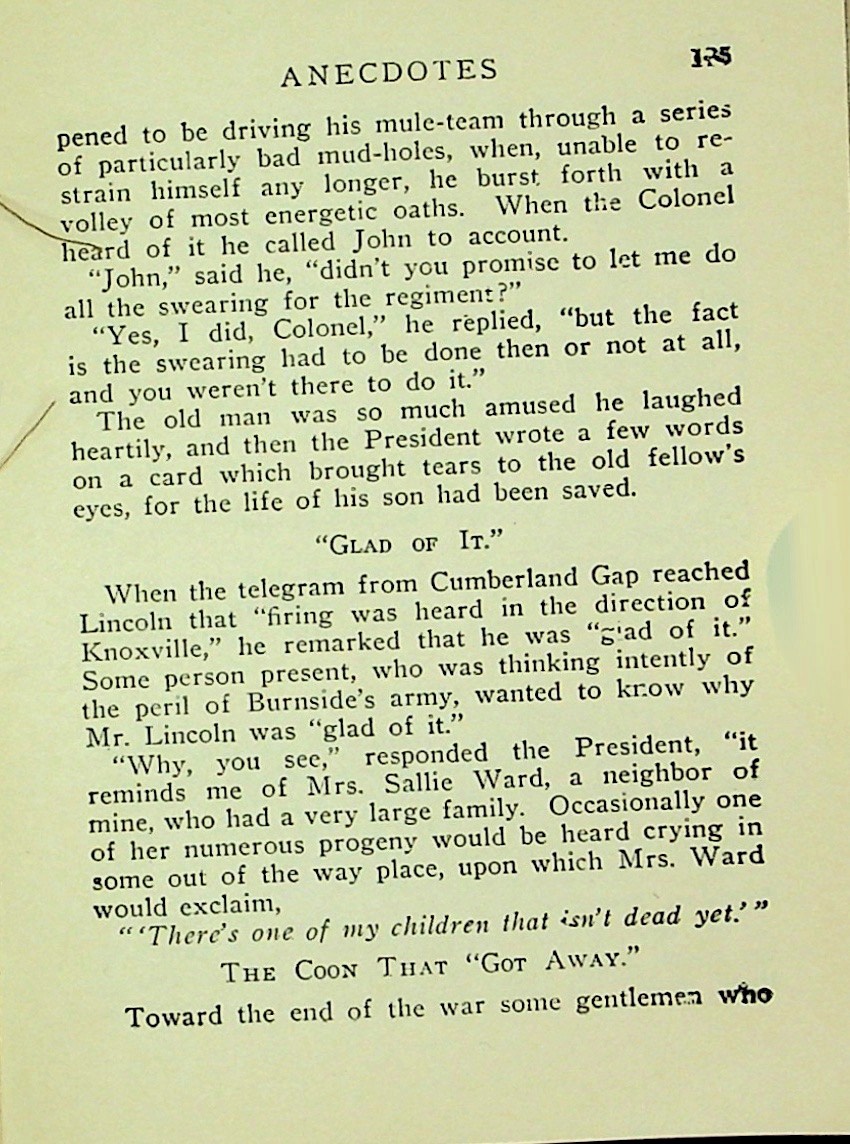 ANECDOTES
pened to be driving his mule-team through a series
of particularly bad mud-holes, when, unable to re-
strain himself any longer, he burst forth with a
volley of most energetic oaths. When the Colonel
heard of it he called John to account.
“John,” said he, “didn’t you promise to let me do
all the swearing for the regiment?”
“Yes, I did, Colonel,” he replied, “but the fact
is the swearing had to be done then or not at all,
and you weren’t there to do it.”
The old man was so much amused he laughed
heartily, and then the President wrote a few words
on a card which brought tears to the old fellow’s
eyes, for the life of his son had been saved.
“GLAD OF IT.”
When the telegram from Cumberland Gap reached
Lincoln that “firing was heard in the direction of
Knoxville,” he remarked that he was “glad of it.”
Some person present, who was thinking intently of
the peril of Burnside’s army, wanted to know why
Mr. Lincoln was “glad of it.”
“Why, you see,” responded the President, “it
reminds me of Mrs. Sallie Ward, a neighbor of
mine, who had a very large family. Occasionally one
of her numerous progeny would be heard crying in
some out of the way place, upon which Mrs. Ward
would exclaim,
“‘There’s one of my children that isn’t dead yet.’”
THE COON THAT “GOT AWAY.”
Toward the end of the war some gentlemen who